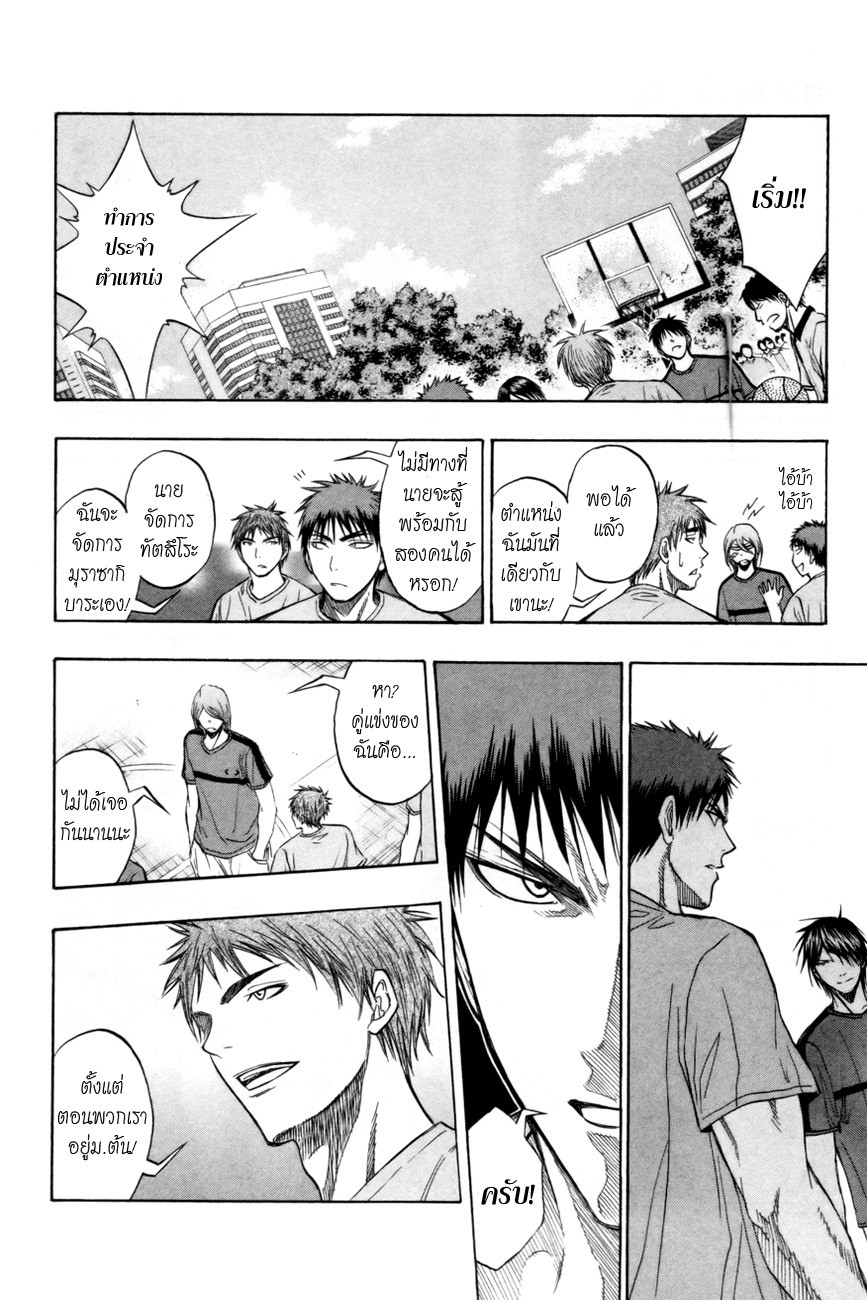 เริ่ม!!
ทำการ
ประจำ
ตำแหน่ง
ไอ้บ้า
ไอ้บ้า
พอได้
แล้ว
ตำแหน่ง
ฉันมันที่
เดียวกับ
เขานะ!
ไม่มีทางที่
นายจะสู้
พร้อมกับ
สองคนได้
หรอก!
นาย
จัดการ
ทัตสึโระ
ฉันจะ
จัดการ
มุราซากิ
บาระเอง!
ครับ!
หา?
คู่แข่งของ
ฉันคือ...
ไม่ได้เจอ
กันนานนะ
ตั้งแต่
ตอนพวกเรา
อยู่ม.ต้น!